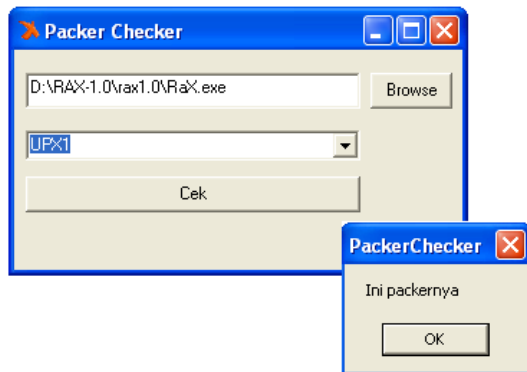 Packer Checker
D:\RAX-1.0\rax1.0\RaX.exe
Browse
UPX1
Cek
PackerChecker
Ini packernya
OK